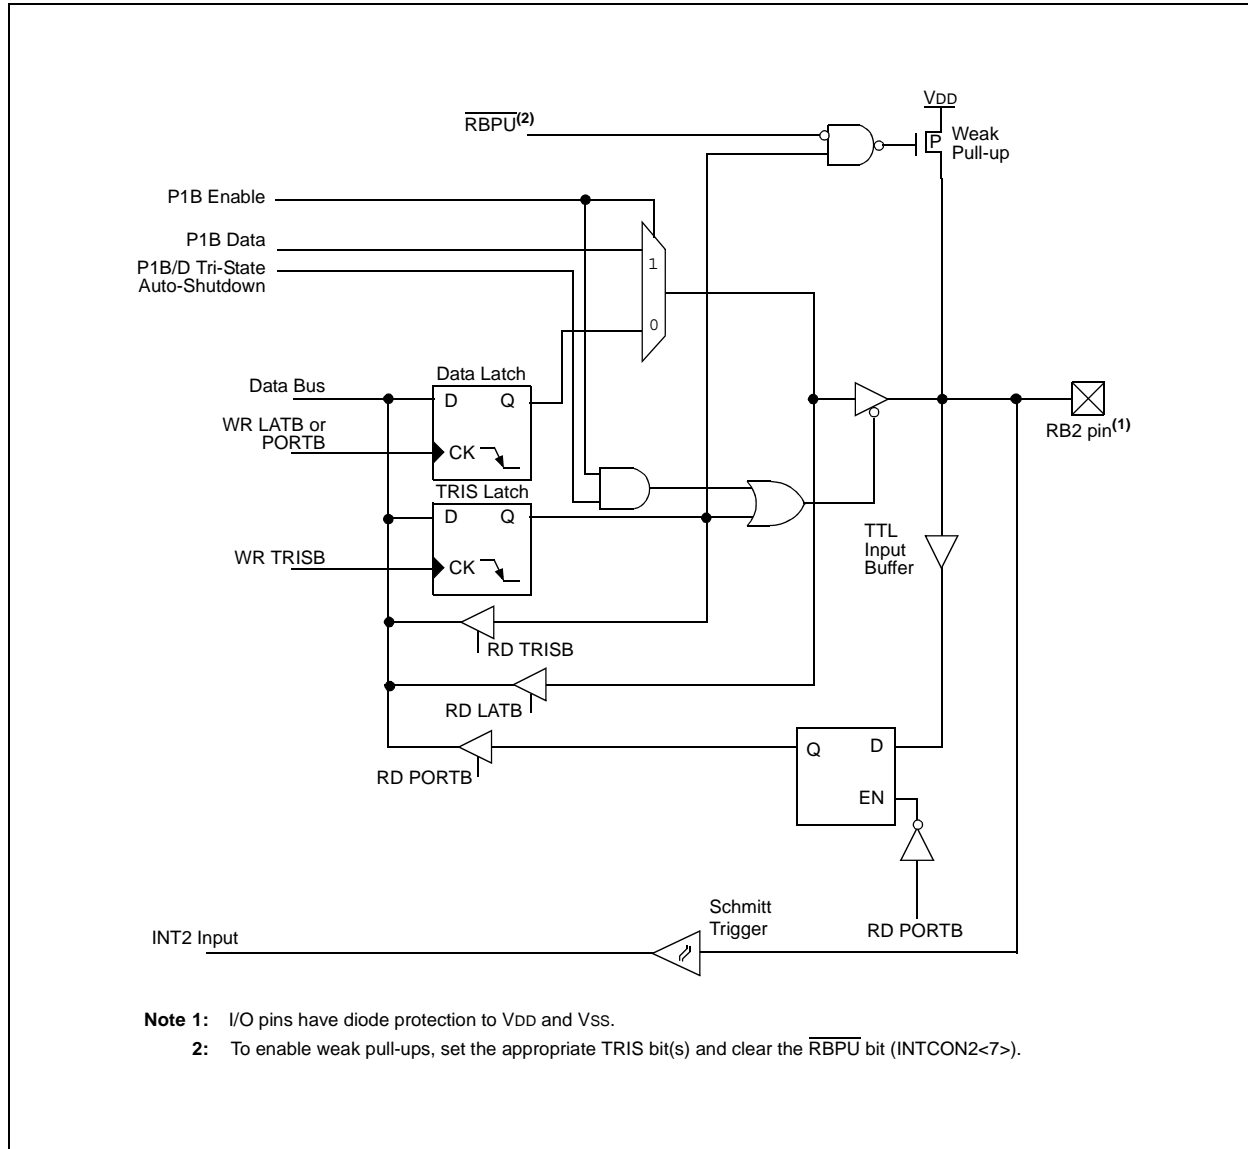 VDD
RBPU(2)
P
Weak
Pull-up
P1B Enable
P1B Data
1
P1B/D Tri-State
Auto-Shutdown
0
Data Latch
Data Bus
D Q
WR LATB or
PORTB
CK
RB2 pin(1)
TRIS Latch
D Q
WR TRISB
CK
TTL
Input
Buffer
RD TRISB
RD LATB
Q D
RD PORTB
EN
Schmitt
Trigger
RD PORTB
INT2 Input
Note 1: I/O pins have diode protection to VDD and VSS.
2: To enable weak pull-ups, set the appropriate TRIS bit(s) and clear the RBPU bit (INTCON2<7>).